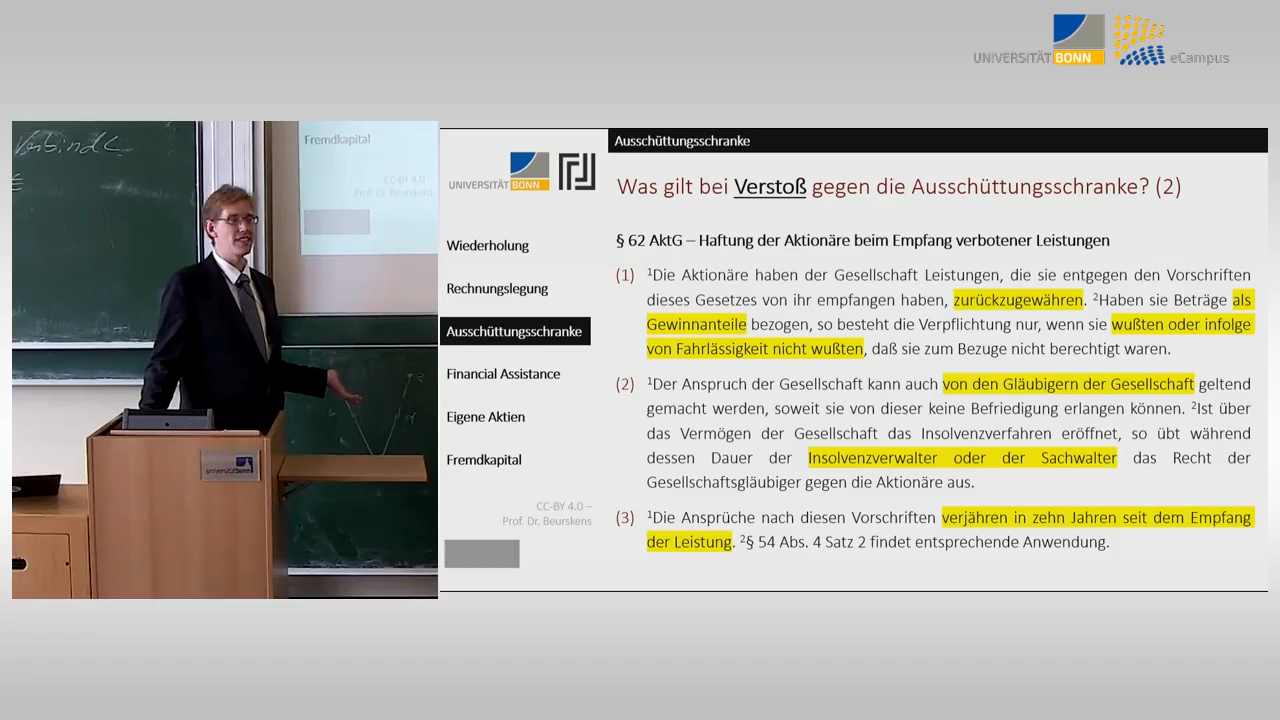 UNIVERSITÄT BONN
eCampus
Fremdkapital
CC-BY 4.0 –
Prof. Dr. Beurskens
universität bonn
UNIVERSITÄT BONN
Wiederholung
Rechnungslegung
Ausschüttungsschranke
Financial Assistance
Eigene Aktien
Fremdkapital
CC-BY 4.0 –
Prof. Dr. Beurskens
Ausschüttungsschranke
Was gilt bei Verstoß gegen die Ausschüttungsschranke? (2)
§ 62 AktG – Haftung der Aktionäre beim Empfang verbotener Leistungen
(1) ¹Die Aktionäre haben der Gesellschaft Leistungen, die sie entgegen den Vorschriften
dieses Gesetzes von ihr empfangen haben, zurückzugewähren. ²Haben sie Beträge als
Gewinnanteile bezogen, so besteht die Verpflichtung nur, wenn sie wußten oder infolge
von Fahrlässigkeit nicht wußten, daß sie zum Bezuge nicht berechtigt waren.
(2) ¹Der Anspruch der Gesellschaft kann auch von den Gläubigern der Gesellschaft geltend
gemacht werden, soweit sie von dieser keine Befriedigung erlangen können. ²Ist über
das Vermögen der Gesellschaft das Insolvenzverfahren eröffnet, so übt während
dessen Dauer der Insolvenzverwalter oder der Sachwalter das Recht der
Gesellschaftsgläubiger gegen die Aktionäre aus.
(3) ¹Die Ansprüche nach diesen Vorschriften verjähren in zehn Jahren seit dem Empfang
der Leistung. ²§ 54 Abs. 4 Satz 2 findet entsprechende Anwendung.